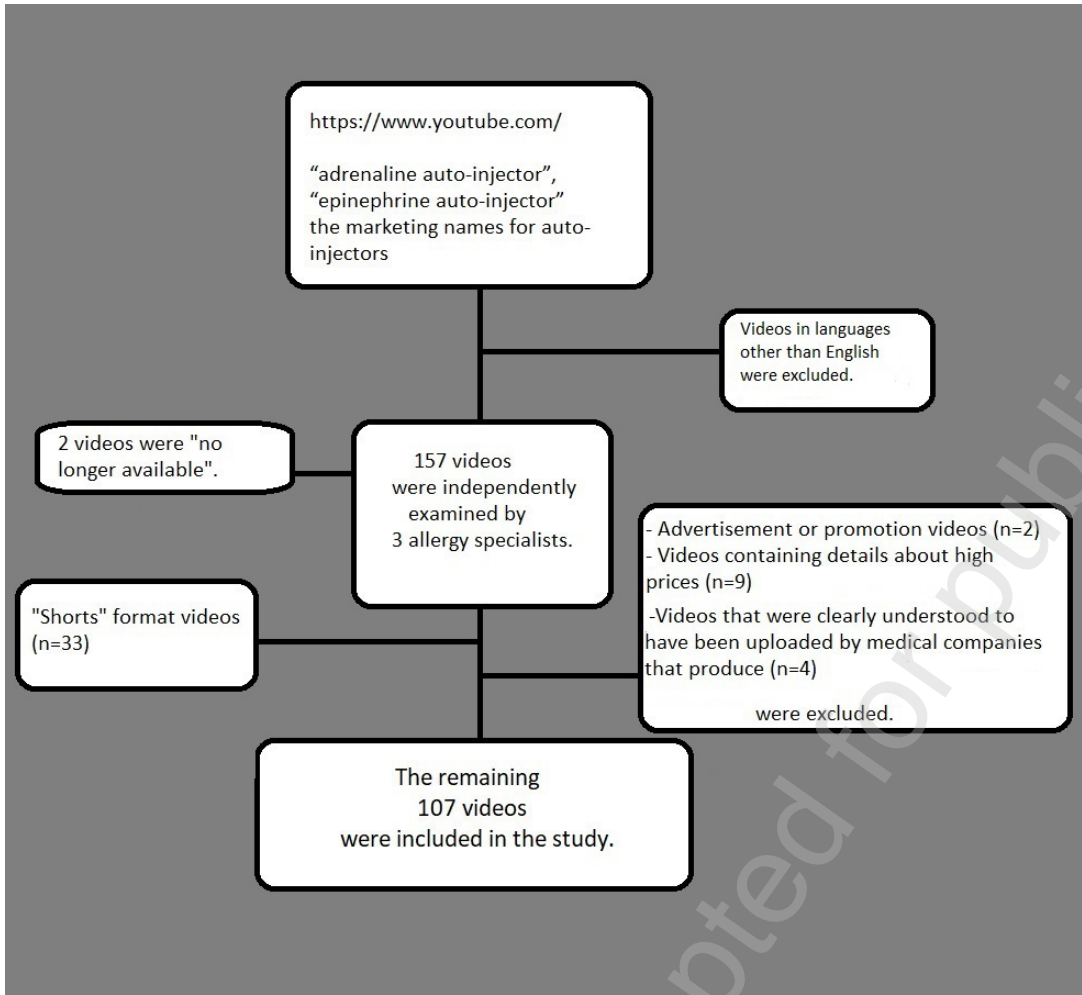 https://www.youtube.com/
“adrenaline auto-injector”,
“epinephrine auto-injector”
the marketing names for auto-
injectors
Videos in languages
other than English
were excluded.
2 videos were "no
longer available".
157 videos
were independently
examined by
3 allergy specialists.
- Advertisement or promotion videos (n=2)
- Videos containing details about high
prices (n=9)
-Videos that were clearly understood to
have been uploaded by medical companies
that produce (n=4)
were excluded.
"Shorts" format videos
(n=33)
The remaining
107 videos
were included in the study.
for